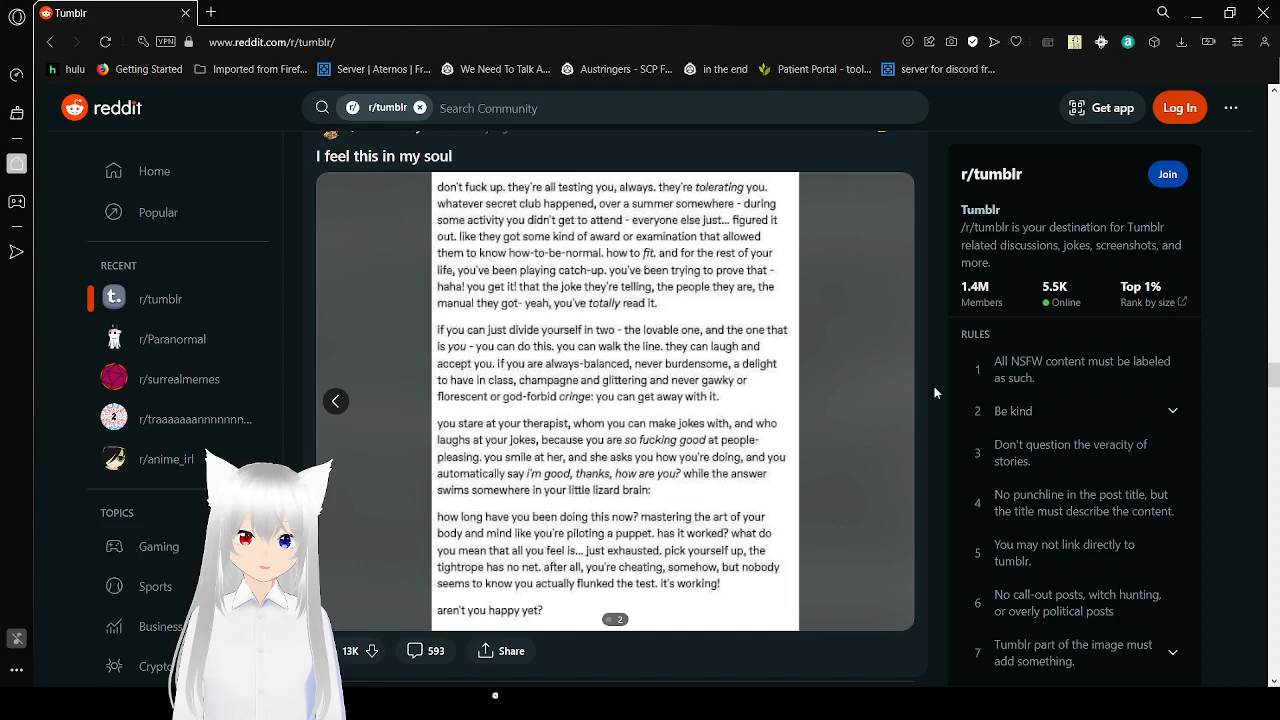 Tumblr
VPN
www.reddit.com/r/tumblr/
h hulu
Getting Started
Imported from Firef...
Server | Aternos | Fr...
We Need To Talk A...
Austringers - SCP F...
in the end
Patient Portal - tool...
server for discord fr...
reddit
r/ r/tumblr
Search Community
Get app
Log In
Home
Popular
RECENT
t. r/tumblr
r/Paranormal
r/surrealmemes
2 r/traaaaaaannnnnnn...
r/anime_irl
TOPICS
Gaming
Sports
Business
Crypto
I feel this in my soul
don't fuck up. they're all testing you, always. they're tolerating you.
whatever secret club happened, over a summer somewhere - during
some activity you didn't get to attend - everyone else just... figured it
out. like they got some kind of award or examination that allowed
them to know how-to-be-normal. how to fit. and for the rest of your
life, you've been playing catch-up. you've been trying to prove that -
haha! you get it! that the joke they're telling, the people they are, the
manual they got- yeah, you've totally read it.
if you can just divide yourself in two - the lovable one, and the one that
is you - you can do this. you can walk the line. they can laugh and
accept you. if you are always-balanced, never burdensome, a delight
to have in class, champagne and glittering and never gawky or
florescent or god-forbid cringe: you can get away with it.
you stare at your therapist, whom you can make jokes with, and who
laughs at your jokes, because you are so fucking good at people-
pleasing. you smile at her, and she asks you how you're doing, and you
automatically say i'm good, thanks, how are you? while the answer
swims somewhere in your little lizard brain:
how long have you been doing this now? mastering the art of your
body and mind like you're piloting a puppet. has it worked? what do
you mean that all you feel is... just exhausted. pick yourself up, the
tightrope has no net. after all, you're cheating, somehow, but nobody
seems to know you actually flunked the test. it's working!
aren't you happy yet?
2
13K
593
Share
r/tumblr
Join
Tumblr
/r/tumblr is your destination for Tumblr
related discussions, jokes, screenshots, and
more.
1.4M 5.5K Top 1%
Members Online Rank by size
RULES
1 All NSFW content must be labeled
as such.
2 Be kind
3 Don't question the veracity of
stories.
4 No punchline in the post title, but
the title must describe the content.
5 You may not link directly to
tumblr.
6 No call-out posts, witch hunting,
or overly political posts
7 Tumblr part of the image must
add something.